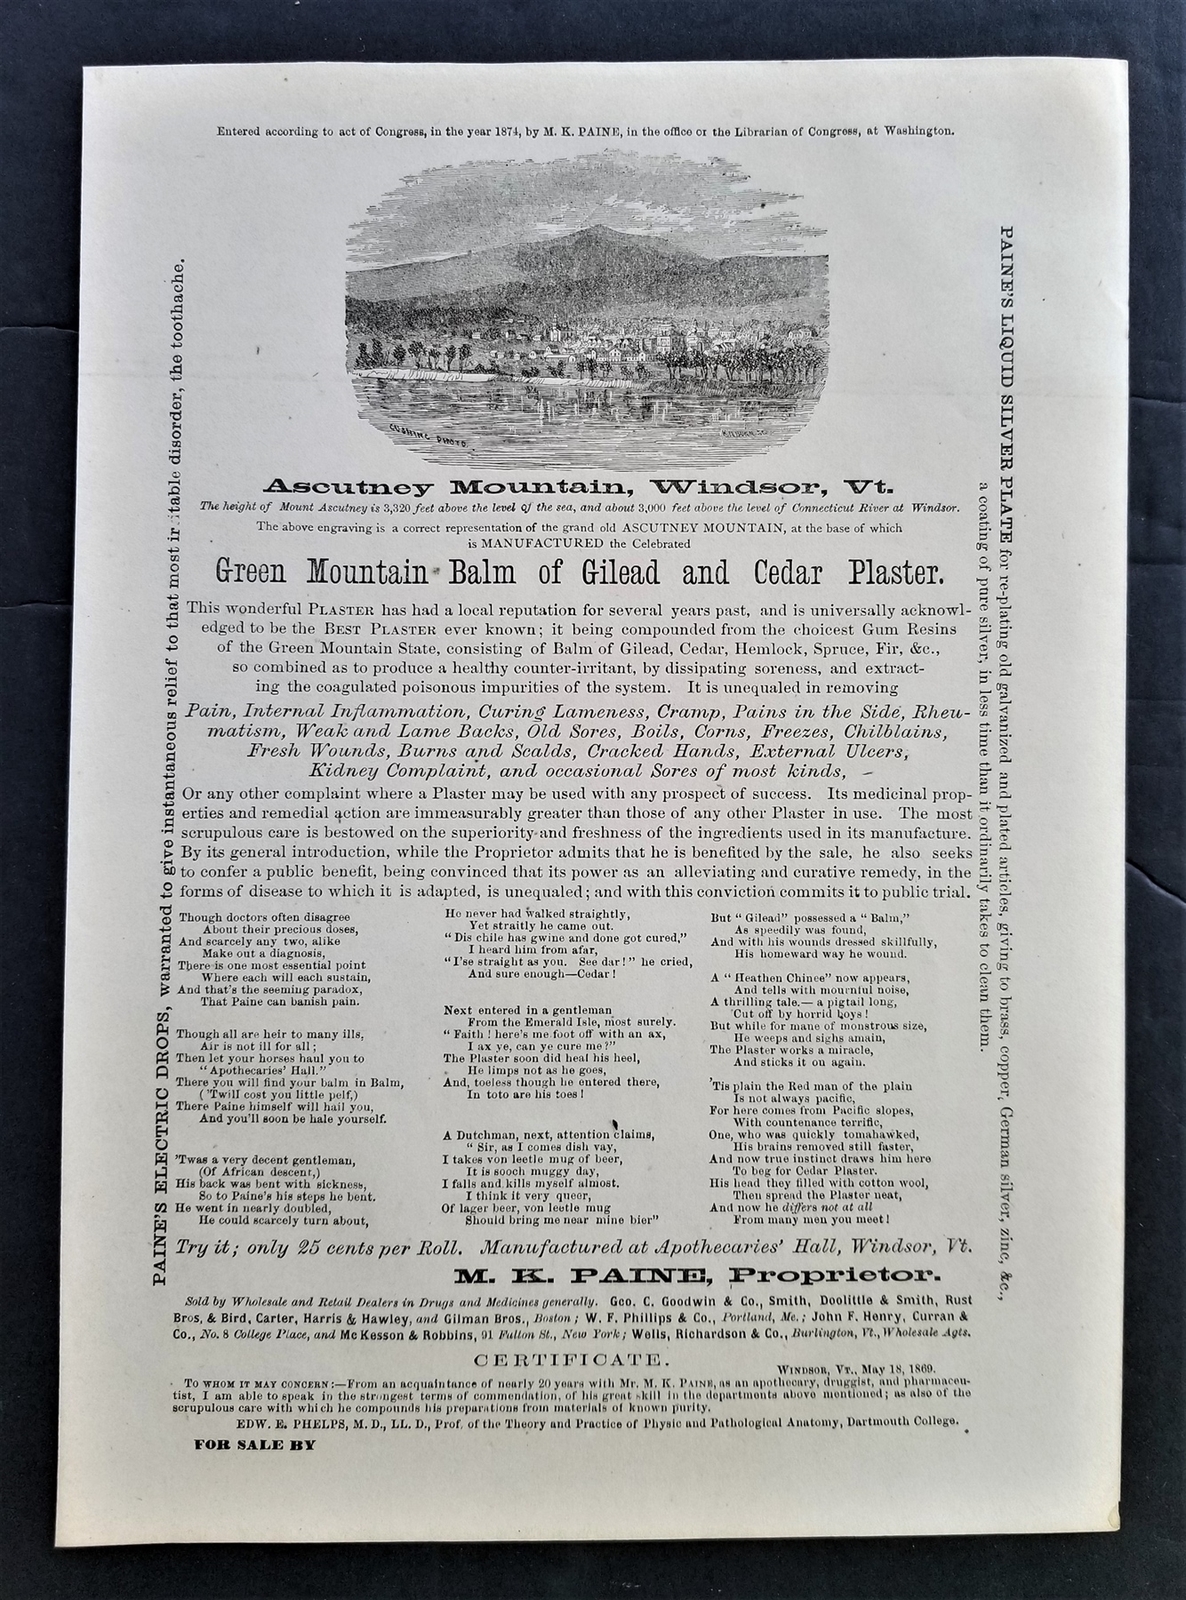 Entered according to act of Congress, in the year 1874, by M. K. PAINE, in the office or the Librarian of Congress, at Washington.
CUSHING PHOTO.
Ascutney Mountain, Windsor, Vt.
The height of Mount Ascutney is 3,320 feet above the level of the sea, and about 3,000 feet above the level of Connecticut River at Windsor.
The above engraving is a correct representation of the grand old ASCUTNEY MOUNTAIN, at the base of which
is MANUFACTURED the Celebrated
Green Mountain Balm of Gilead and Cedar Plaster.
This wonderful PLASTER has had a local reputation for several years past, and is universally acknowl-
edged to be the BEST PLASTER ever known; it being compounded from the choicest Gum Resins
of the Green Mountain State, consisting of Balm of Gilead, Cedar, Hemlock, Spruce, Fir, &c.,
so combined as to produce a healthy counter-irritant, by dissipating soreness, and extract-
ing the coagulated poisonous impurities of the system. It is unequaled in removing
Pain, Internal Inflammation, Curing Lameness, Cramp, Pains in the Side, Rheu-
matism, Weak and Lame Backs, Old Sores, Boils, Corns, Freezes, Chilblains,
Fresh Wounds, Burns and Scalds, Cracked Hands, External Ulcers,
Kidney Complaint, and occasional Sores of most kinds, –
Or any other complaint where a Plaster may be used with any prospect of success. Its medicinal prop-
erties and remedial action are immeasurably greater than those of any other Plaster in use. The most
scrupulous care is bestowed on the superiority and freshness of the ingredients used in its manufacture.
By its general introduction, while the Proprietor admits that he is benefited by the sale, he also seeks
to confer a public benefit, being convinced that its power as an alleviating and curative remedy, in the
forms of disease to which it is adapted, is unequaled; and with this conviction commits it to public trial.
Though doctors often disagree
About their precious doses,
And scarcely any two, alike
Make out a diagnosis,
There is one most essential point
Where each will each sustain,
And that's the seeming paradox,
That Paine can banish pain.
Though all are heir to many ills,
Air is not ill for all;
Then let your horses haul you to
"Apothecaries' Hall."
There you will find your balm in Balm,
('Twill cost you little pelf,)
There Paine himself will hail you,
And you'll soon be hale yourself.
'Twas a very decent gentleman,
(Of African descent,)
His back was bent with sickness,
So to Paine's his steps he bent.
He went in nearly doubled,
He could scarcely turn about,
He never had walked straightly,
Yet straitly he came out.
"Dis chile has gwine and done got cured,"
I heard him from afar,
"I'se straight as you. See dar!" he cried,
And sure enough—Cedar!
Next entered in a gentleman
From the Emerald Isle, most surely.
"Faith! here's me foot off with an ax,
I ax ye, can ye cure me?"
The Plaster soon did heal his heel,
He limps not as he goes,
And, toeless though he entered there,
In toto are his toes!
A Dutchman, next, attention claims,
"Sir, as I comes dish vay,
I takes von leetle mug of beer,
It is sooch muggy day,
I falls and kills myself almost.
I think it very queer,
Of lager beer, von leetle mug
Should bring me near mine bier"
But "Gilead" possessed a "Balm,"
As speedily was found,
And with his wounds dressed skillfully,
His homeward way he wound.
A "Heathen Chinee" now appears,
And tells with mournful noise,
A thrilling tale.— a pigtail long,
Cut off by horrid boys!
But while for mane of monstrous size,
He weeps and sighs amain,
The Plaster works a miracle,
And sticks it on again.
'Tis plain the Red man of the plain
Is not always pacific,
For here comes from Pacific slopes,
With countenance terrific,
One, who was quickly tomahawked,
His brains removed still faster,
And now true instinct draws him here
To beg for Cedar Plaster.
His head they filled with cotton wool,
Then spread the Plaster neat,
And now he differs not at all
From many men you meet!
Try it; only 25 cents per Roll. Manufactured at Apothecaries' Hall, Windsor, Vt.
M. K. PAINE, Proprietor.
Sold by Wholesale and Retail Dealers in Drugs and Medicines generally. Geo. C. Goodwin & Co., Smith, Doolittle & Smith, Rust
Bros, & Bird, Carter, Harris & Hawley, and Gilman Bros., Boston; W. F. Phillips & Co., Portland, Me.; John F. Henry, Curran &
Co., No. 8 College Place, and McKesson & Robbins, 91 Fulton St., New York; Wells, Richardson & Co., Burlington, Vt., Wholesale Agts.
CERTIFICATE.
WINDSOR, VT., May 18, 1869.
TO WHOM IT MAY CONCERN:—From an acquaintance of nearly 20 years with Mr. M. K. PAINE, as an apothecary, druggist, and pharmaceu-
tist, I am able to speak in the strongest terms of commendation, of his great skill in the departments above mentioned; as also of the
scrupulous care with which he compounds his preparations from materials of known purity.
EDW. E. PHELPS, M. D., LL. D., Prof. of the Theory and Practice of Physic and Pathological Anatomy, Dartmouth College.
FOR SALE BY
PAINE'S ELECTRIC DROPS, warranted to give instantaneous relief to that most irritable disorder, the toothache.
PAINE'S LIQUID SILVER PLATE for re-plating old galvanized and plated articles, giving to brass, copper, German silver, zinc, &c.,
a coating of pure silver, in less time than it ordinarily takes to clean them.